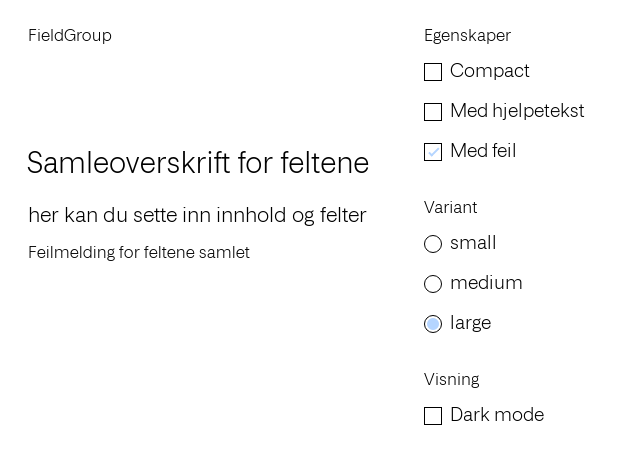 FieldGroup
Samleoverskrift for feltene
her kan du sette inn innhold og felter
Feilmelding for feltene samlet
Egenskaper
Compact
Med hjelpetekst
Med feil
Variant
small
medium
large
Visning
Dark mode